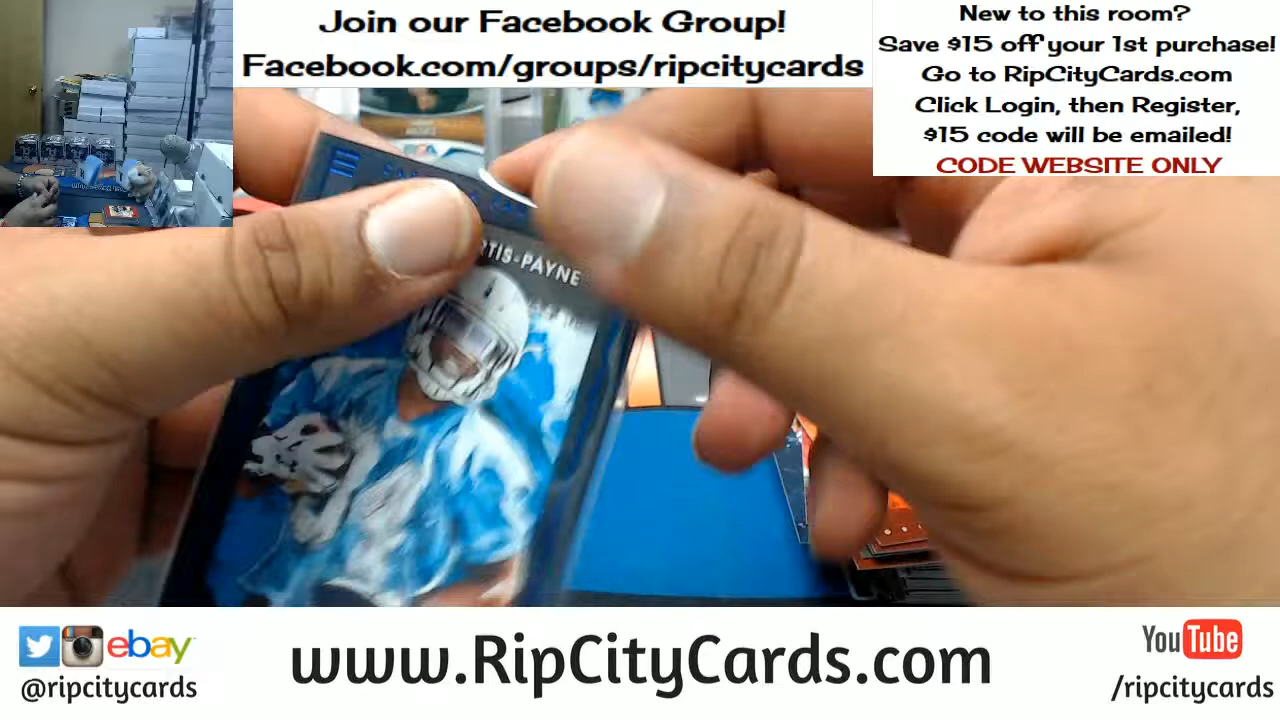 Join our Facebook Group!
Facebook.com/groups/ripcitycards
New to this room?
Save $15 off your 1st purchase!
Go to RipCityCards.com
Click Login, then Register,
$15 code will be emailed!
CODE WEBSITE ONLY
RTIS-PAYNE
ebay
@ripcitycards
www.RipCityCards.com
YouTube
/ripcitycards